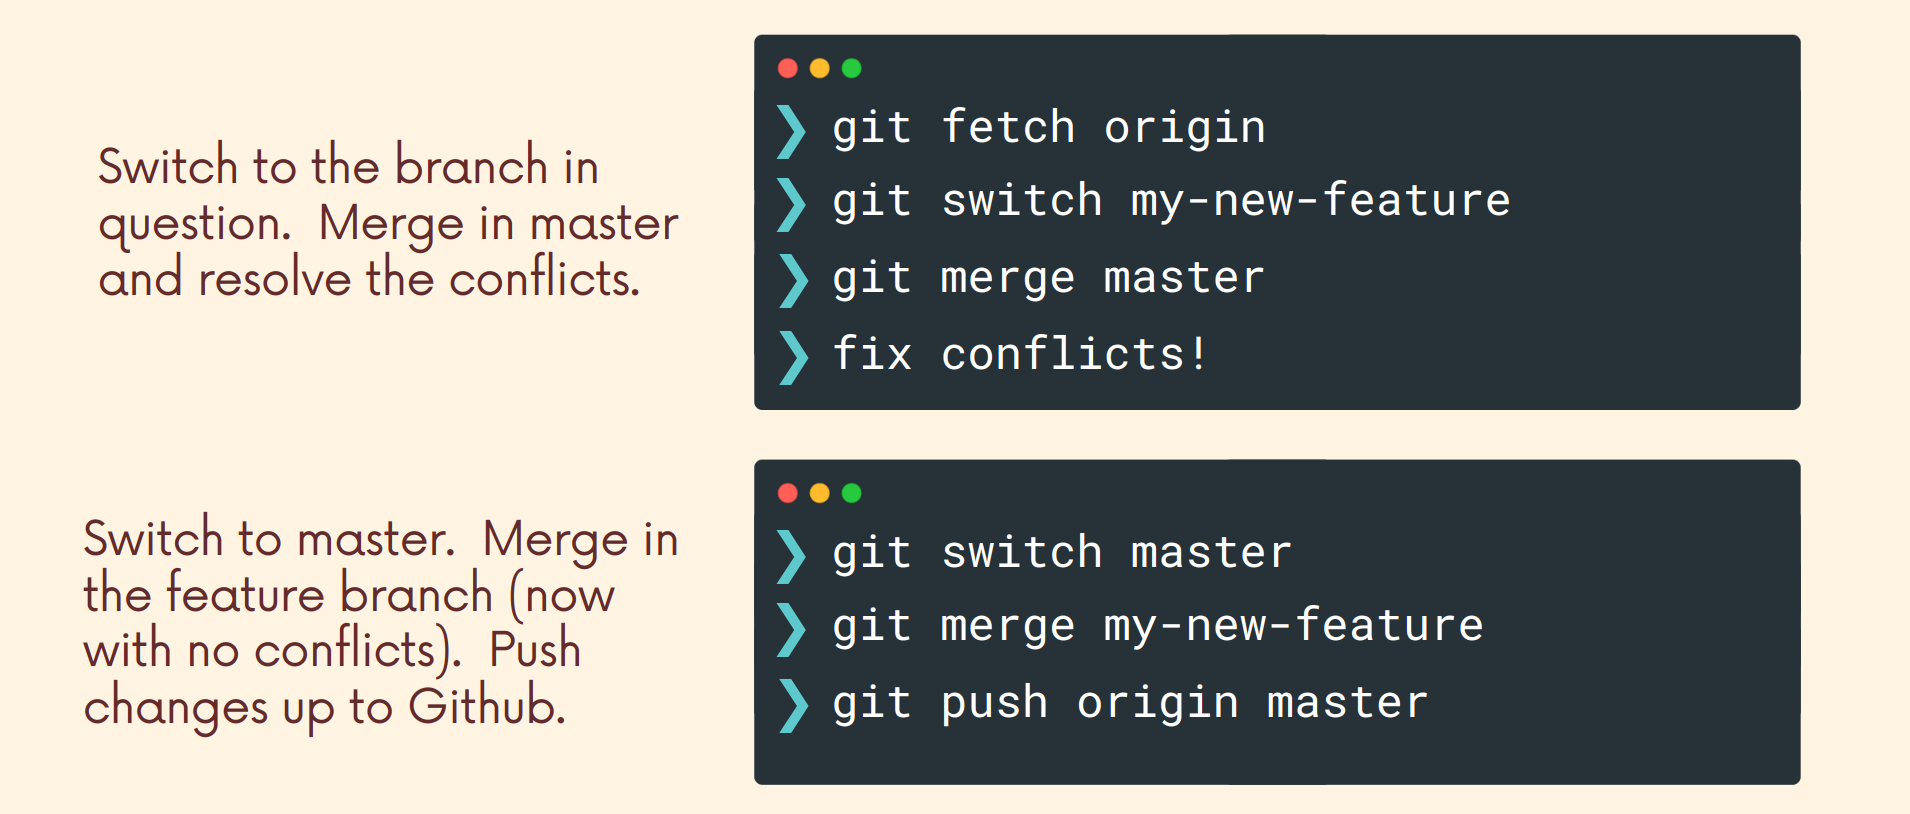 Switch to the branch in
question.  Merge in master
and resolve the conflicts.
❯ git fetch origin
❯ git switch my-new-feature
❯ git merge master
❯ fix conflicts!
Switch to master.  Merge in
the feature branch (now
with no conflicts).  Push
changes up to Github.
❯ git switch master
❯ git merge my-new-feature
❯ git push origin master